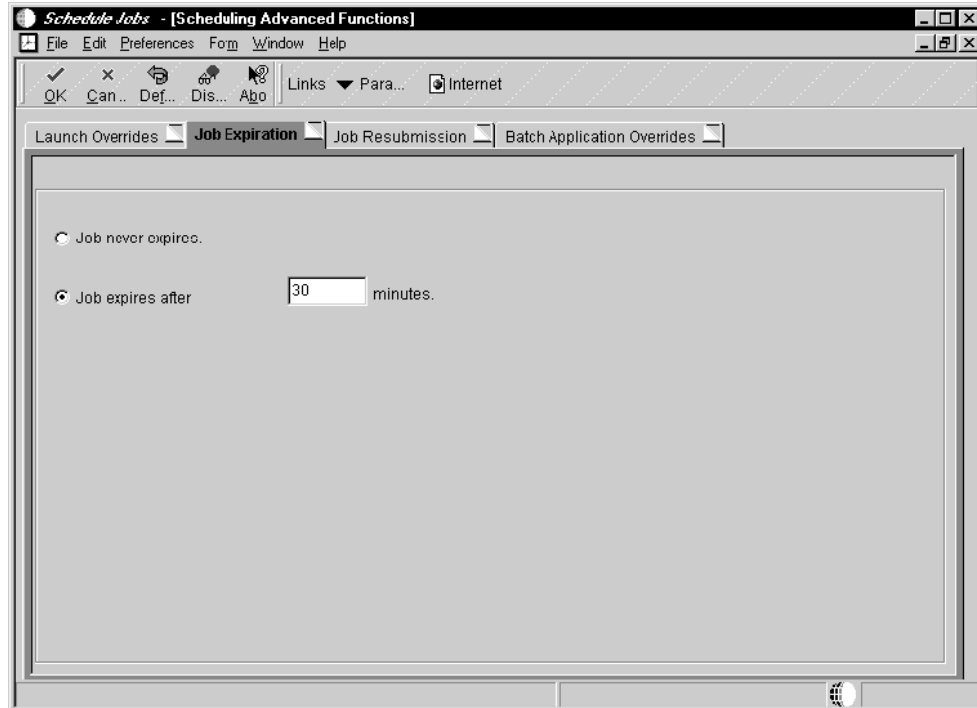 Schedule Jobs - [Scheduling Advanced Functions]
File Edit Preferences Form Window Help
OK Can.. Def... Dis... Abo Links Para... Internet
Launch Overrides Job Expiration Job Resubmission Batch Application Overrides
Job never expires.
Job expires after 30 minutes.